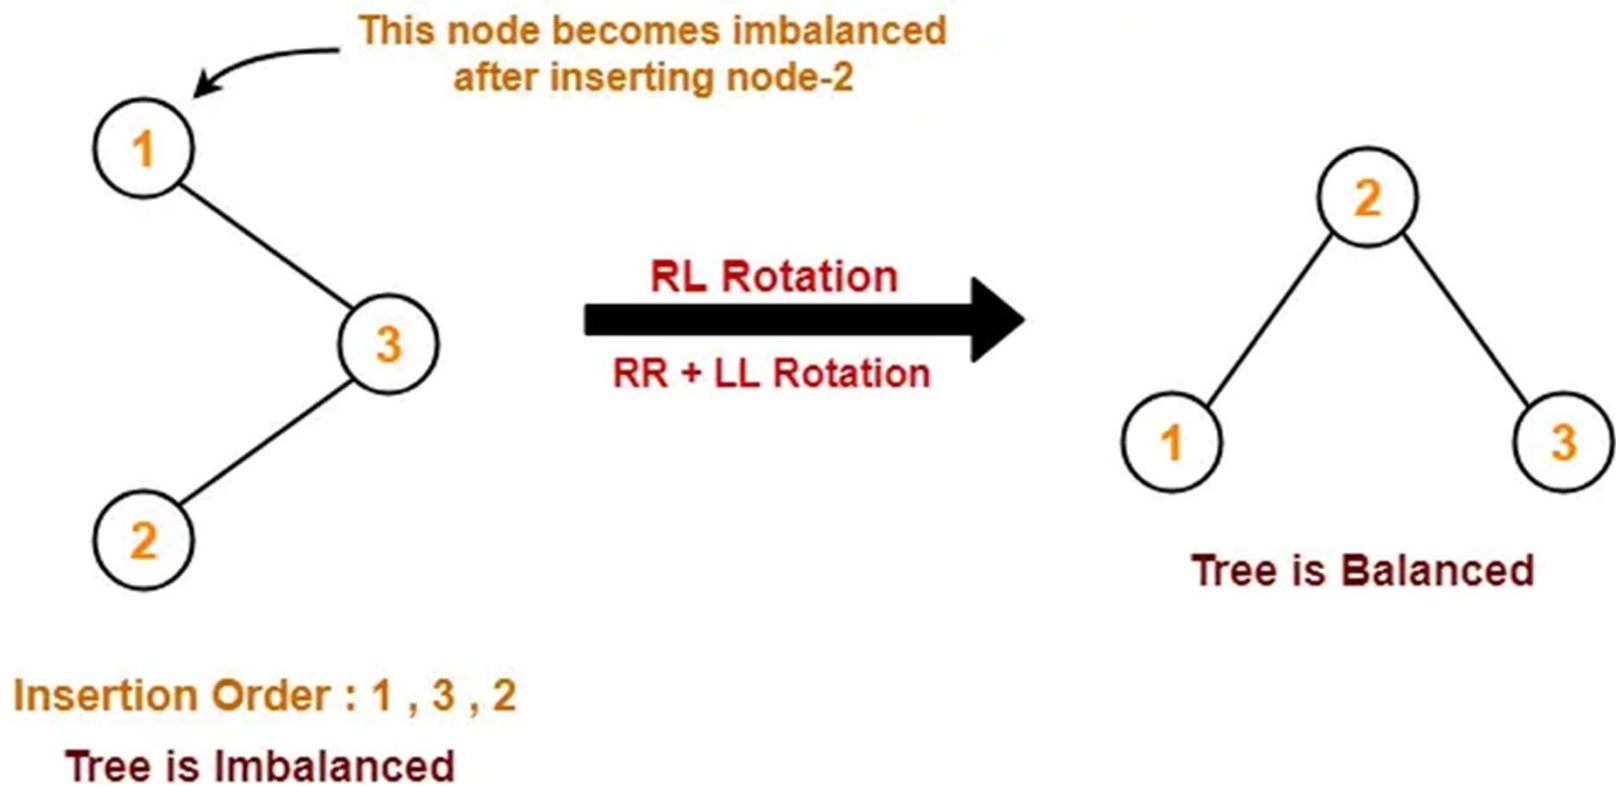 This node becomes imbalanced
after inserting node-2
1
3
2
RL Rotation
RR + LL Rotation
2
1
3
Tree is Balanced
Insertion Order : 1 , 3 , 2
Tree is Imbalanced